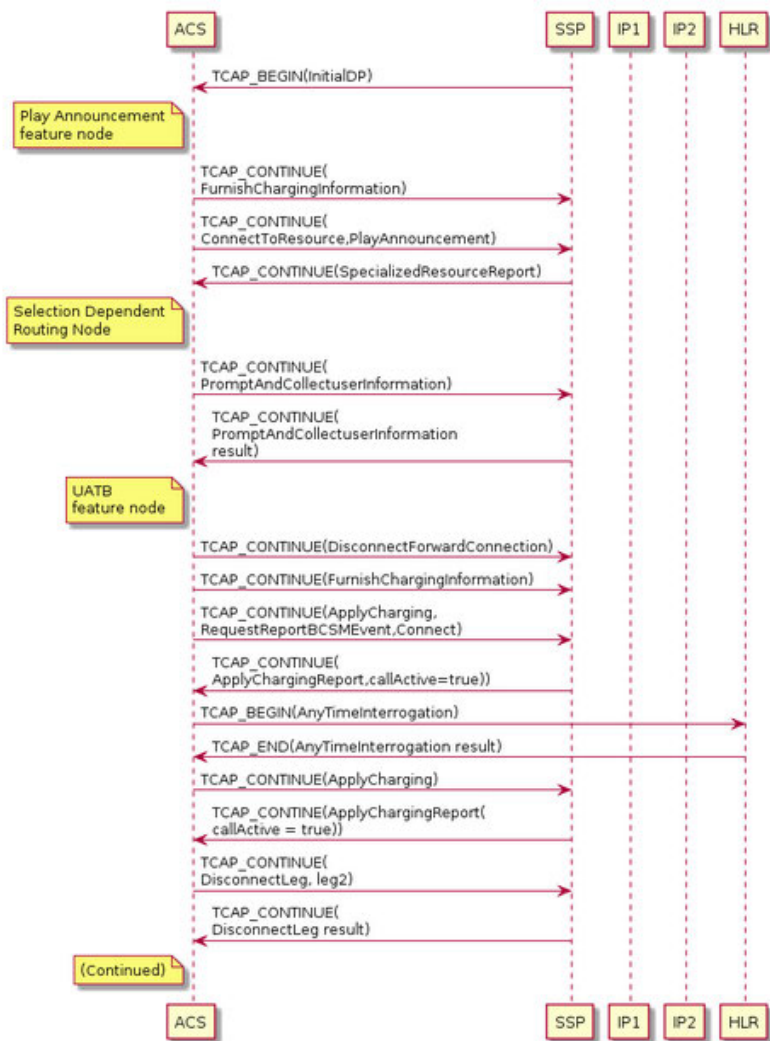 ACS SSP IP1 IP2 HLR
TCAP_BEGIN(InitialDP)
Play Announcement
feature node
TCAP_CONTINUE(
FurnishChargingInformation)
TCAP_CONTINUE(
ConnectToResource,PlayAnnouncement)
TCAP_CONTINUE(SpecializedResourceReport)
Selection Dependent
Routing Node
TCAP_CONTINUE(
PromptAndCollectuserInformation)
TCAP_CONTINUE(
PromptAndCollectuserInformation
result)
UATB
feature node
TCAP_CONTINUE(DisconnectForwardConnection)
TCAP_CONTINUE(FurnishChargingInformation)
TCAP_CONTINUE(ApplyCharging,
RequestReportBCSMEvent,Connect)
TCAP_CONTINUE(
ApplyChargingReport,callActive=true))
TCAP_BEGIN(AnyTimeInterrogation)
TCAP_END(AnyTimeInterrogation result)
TCAP_CONTINUE(ApplyCharging)
TCAP_CONTINE(ApplyChargingReport(
callActive = true))
TCAP_CONTINUE(
DisconnectLeg, leg2)
TCAP_CONTINUE(
DisconnectLeg result)
(Continued)
ACS SSP IP1 IP2 HLR